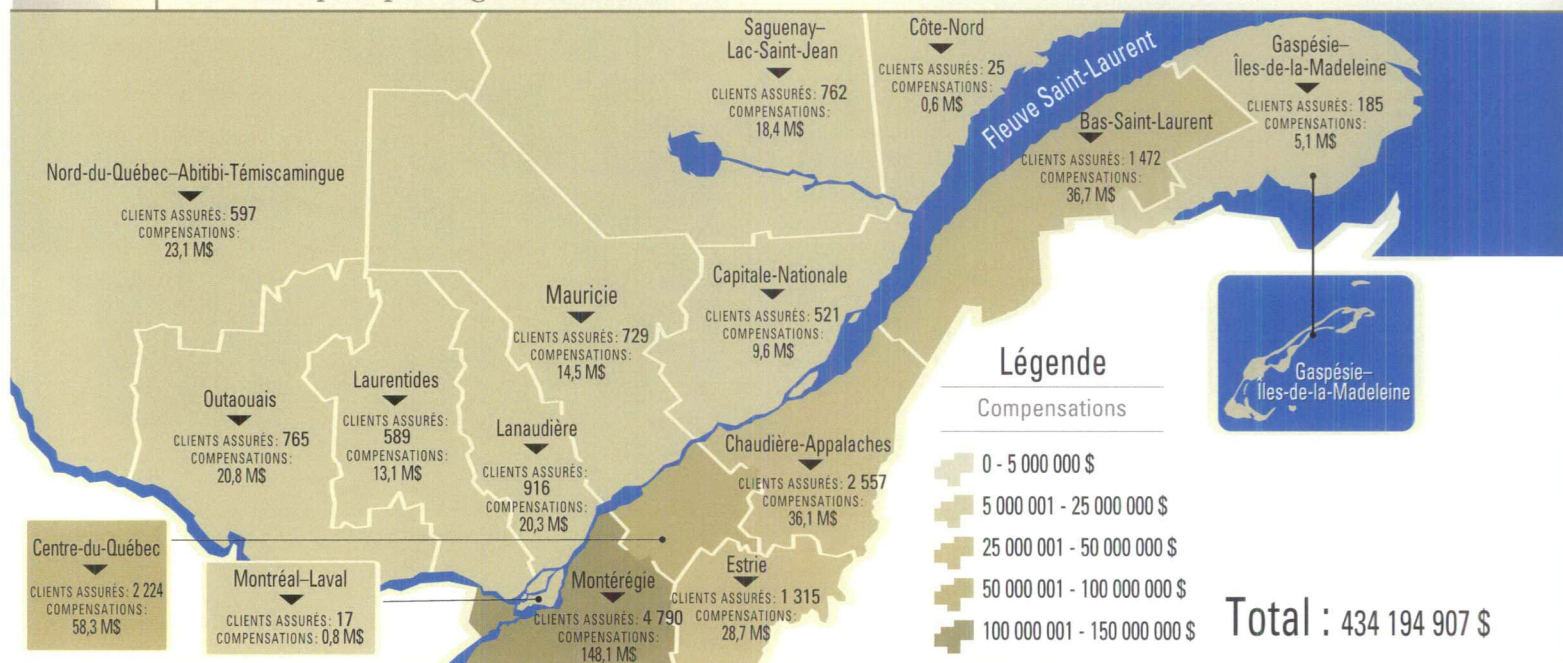 Saguenay–
Lac-Saint-Jean
CLIENTS ASSURÉS: 762
COMPENSATIONS:
18,4 M$
Côte-Nord
CLIENTS ASSURÉS: 25
COMPENSATIONS:
0,6 M$
Fleuve Saint-Laurent
Gaspésie–
Îles-de-la-Madeleine
CLIENTS ASSURÉS: 185
COMPENSATIONS:
5,1 M$
Bas-Saint-Laurent
CLIENTS ASSURÉS: 1 472
COMPENSATIONS:
36,7 M$
Nord-du-Québec–Abitibi-Témiscamingue
CLIENTS ASSURÉS: 597
COMPENSATIONS:
23,1 M$
Mauricie
CLIENTS ASSURÉS: 729
COMPENSATIONS:
14,5 M$
Capitale-Nationale
CLIENTS ASSURÉS: 521
COMPENSATIONS:
9,6 M$
Outaouais
CLIENTS ASSURÉS: 765
COMPENSATIONS:
20,8 M$
Laurentides
CLIENTS ASSURÉS:
589
COMPENSATIONS:
13,1 M$
Lanaudière
CLIENTS ASSURÉS:
916
COMPENSATIONS:
20,3 M$
Chaudière-Appalaches
CLIENTS ASSURÉS: 2 557
COMPENSATIONS:
36,1 M$
Centre-du-Québec
CLIENTS ASSURÉS: 2 224
COMPENSATIONS:
58,3 M$
Montréal–Laval
CLIENTS ASSURÉS: 17
COMPENSATIONS: 0,8 M$
Montérégie
CLIENTS ASSURÉS: 4 790
COMPENSATIONS:
148,1 M$
Estrie
CLIENTS ASSURÉS: 1 315
COMPENSATIONS:
28,7 M$
Gaspésie–
Îles-de-la-Madeleine
Légende
Compensations
0 - 5 000 000 $
5 000 001 - 25 000 000 $
25 000 001 - 50 000 000 $
50 000 001 - 100 000 000 $
100 000 001 - 150 000 000 $
Total : 434 194 907 $